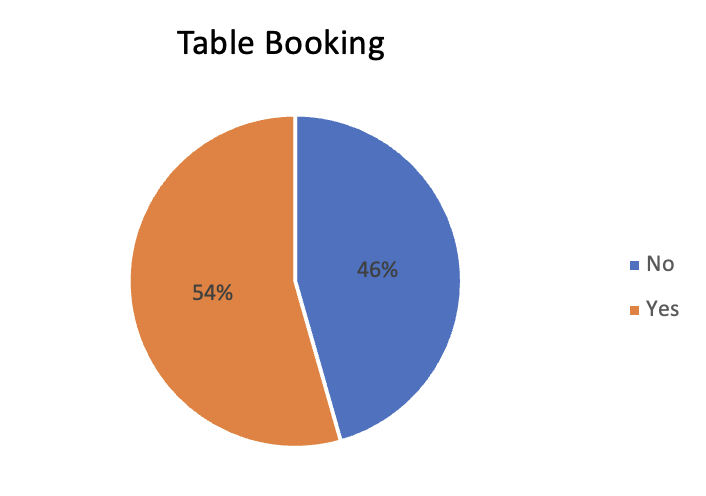 Table Booking
46%
54%
No
Yes